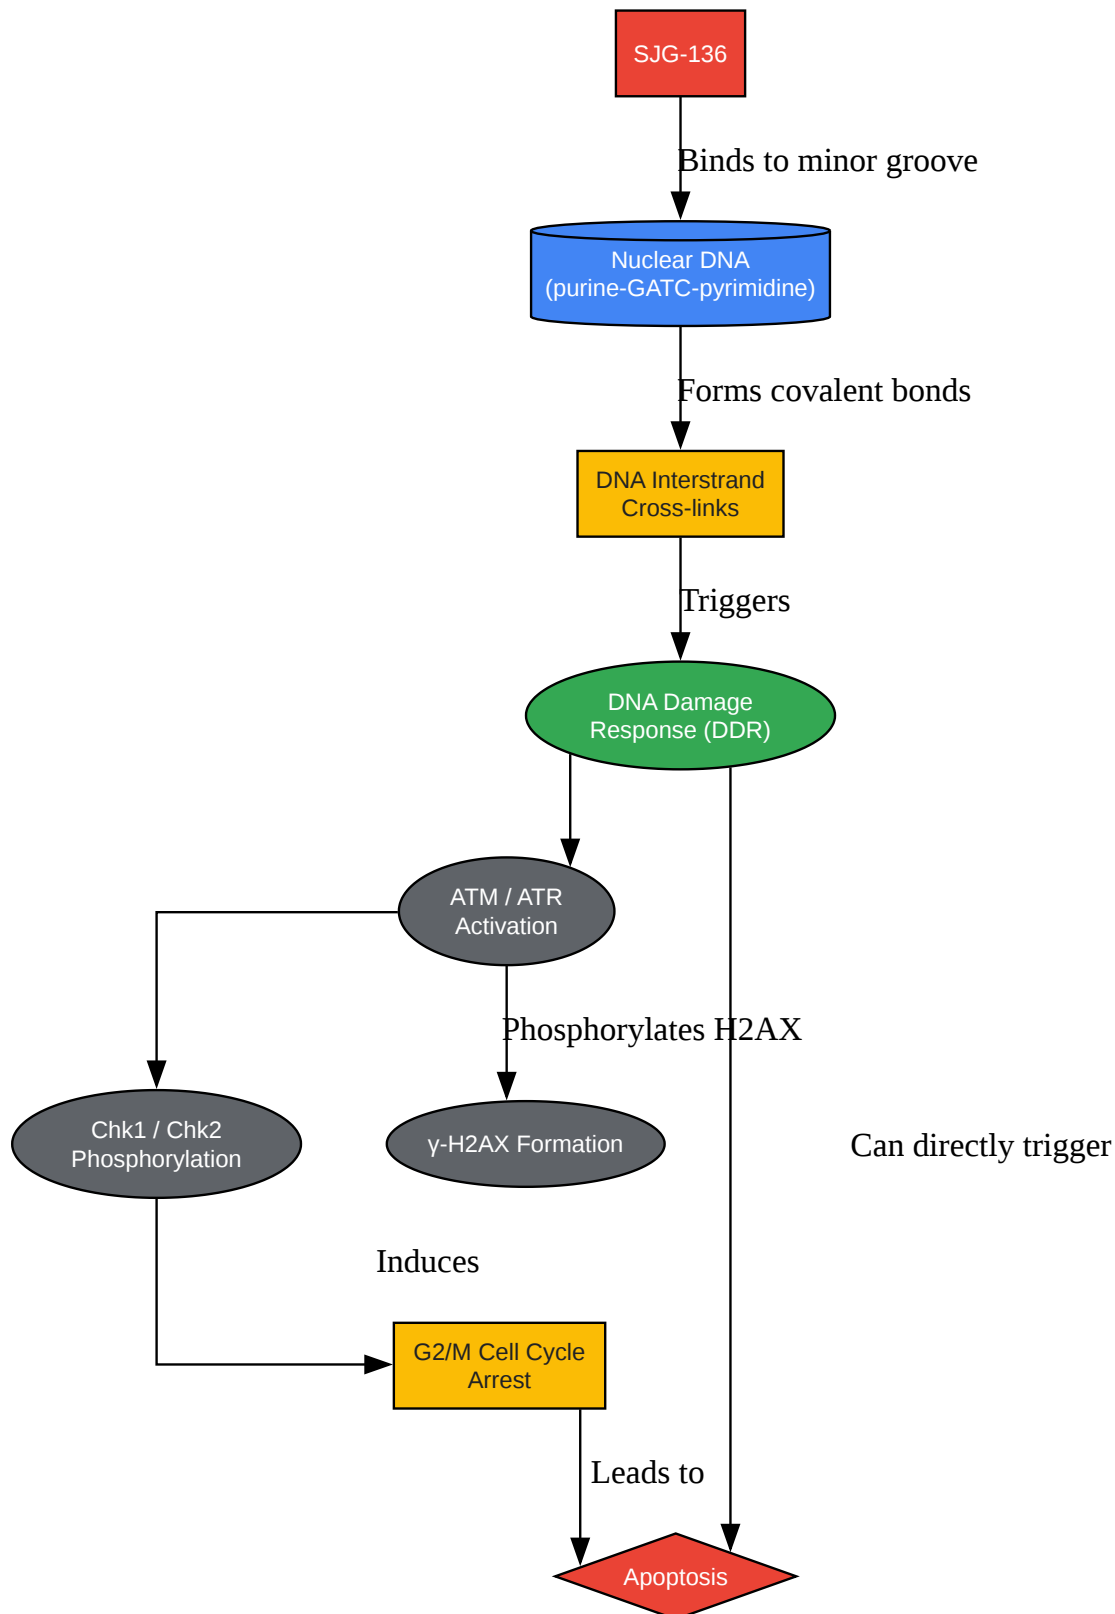 SJG-136
Binds to minor groove
Nuclear DNA
(purine-GATC-pyrimidine)
Forms covalent bonds
DNA Interstrand
Cross-links
Triggers
DNA Damage
Response (DDR)
ATM / ATR
Activation
Phosphorylates H2AX
Chk1 / Chk2
Phosphorylation
γ-H2AX Formation
Can directly trigger
Induces
G2/M Cell Cycle
Arrest
Leads to
Apoptosis